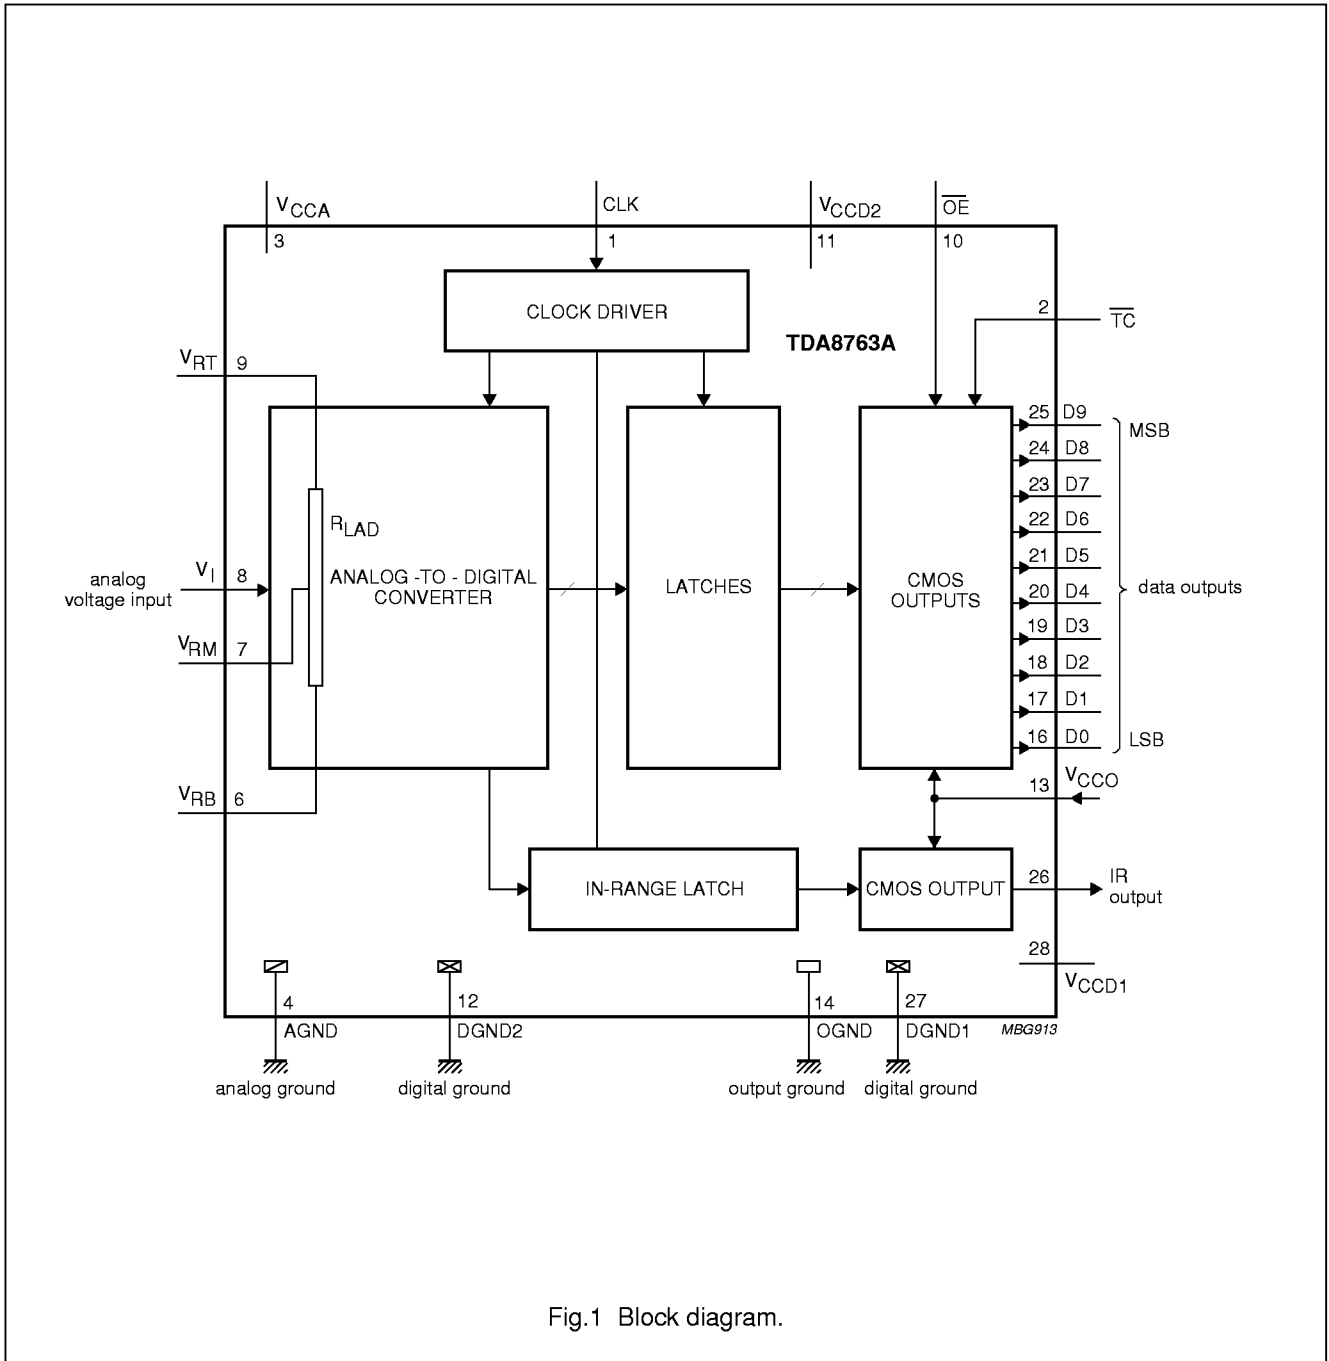 VCCA
CLK
VCCD2
OE
3
1
11
10
CLOCK DRIVER
2
TC
TDA8763A
VRT
9
25 D9
MSB
24 D8
23 D7
22 D6
21 D5
20 D4
19 D3
18 D2
17 D1
16 D0
LSB
data outputs
RLAD
analog
voltage input
VI
8
ANALOG -TO - DIGITAL
CONVERTER
LATCHES
CMOS
OUTPUTS
VRM
7
VRB
6
13
VCCO
IN-RANGE LATCH
CMOS OUTPUT
26
IR
output
28
VCCD1
4
12
14
27
AGND
DGND2
OGND
DGND1
MBG913
analog ground
digital ground
output ground
digital ground
Fig.1 Block diagram.